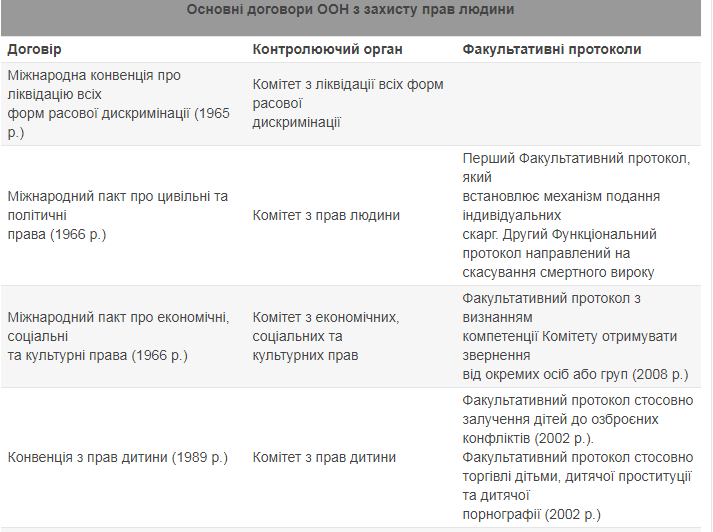 Основні договори ООН з захисту прав людини
Договір Контролюючий орган Факультативні протоколи
Міжнародна конвенція про
ліквідацію всіх
форм расової дискримінації (1965
р.)
Комітет з ліквідації всіх форм
расової
дискримінації
Міжнародний пакт про цивільні та
політичні
права (1966 р.)
Комітет з прав людини
Перший Факультативний протокол,
який
встановлює механізм подання
індивідуальних
скарг. Другий Функціональний
протокол направлений на
скасування смертного вироку
Міжнародний пакт про економічні,
соціальні
та культурні права (1966 р.)
Комітет з економічних,
соціальних та
культурних прав
Факультативний протокол з
визнанням
компетенції Комітету отримувати
звернення
від окремих осіб або груп (2008 р.)
Конвенція з прав дитини (1989 р.)
Комітет з прав дитини
Факультативний протокол стосовно
залучення дітей до озброєних
конфліктів (2002 р.).
Факультативний протокол стосовно
торгівлі дітьми, дитячої проституції
та дитячої
порнографії (2002 р.)